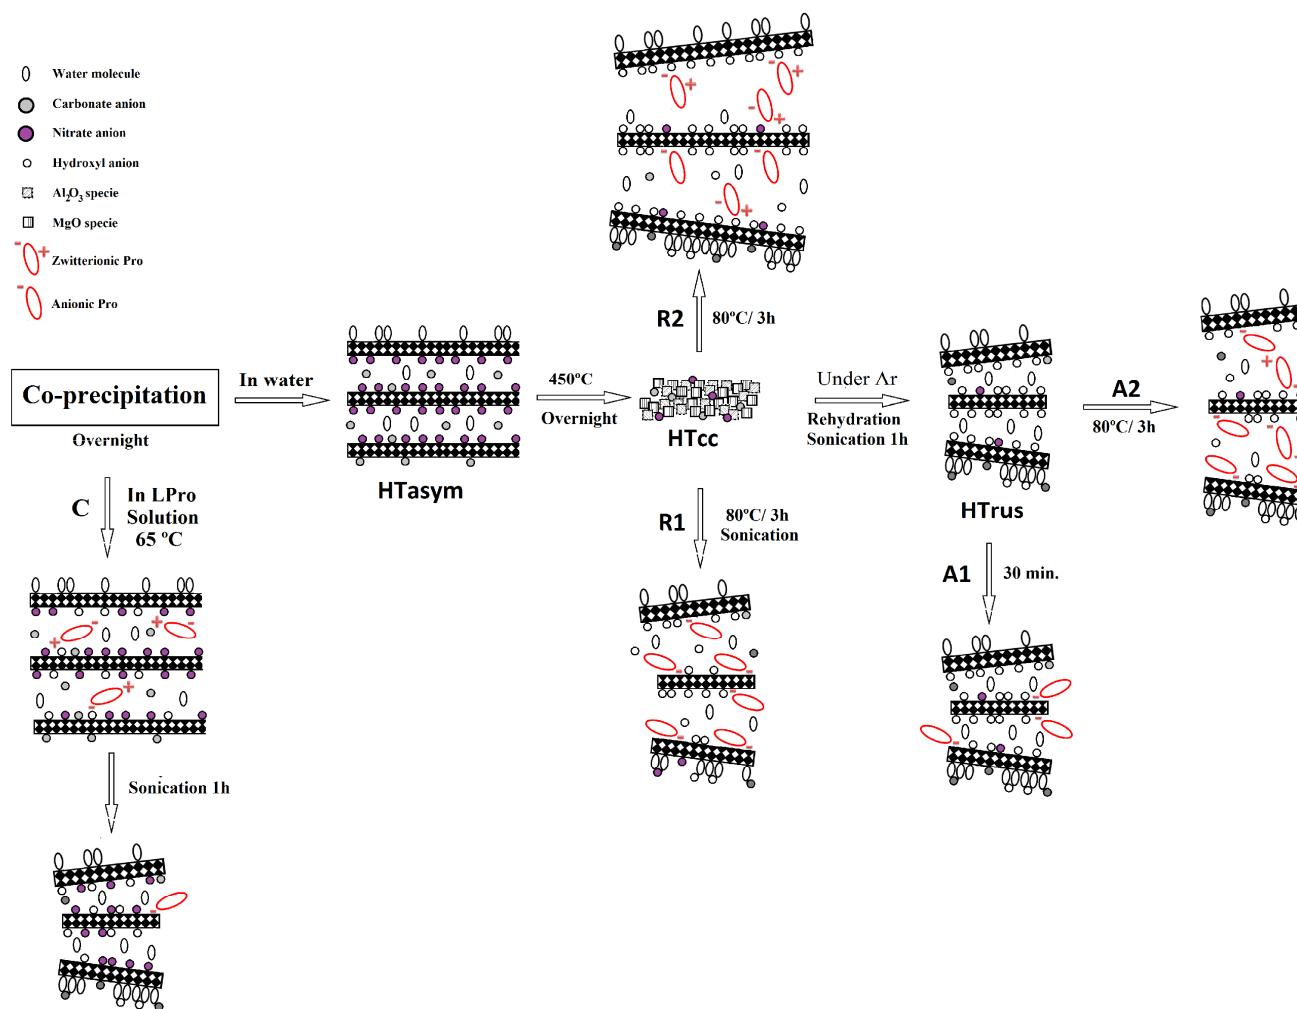 Water molecule
Carbonate anion
Nitrate anion
Hydroxyl anion
Al2O3 specie
MgO specie
Zwitterionic Pro
Anionic Pro
Co-precipitation
Overnight
In water
HTasym
450ºC
Overnight
HTcc
R2
80ºC/ 3h
R1
80ºC/ 3h
Sonication
Under Ar
Rehydration
Sonication 1h
HTrus
A2
80ºC/ 3h
A1
30 min.
C
In LPro
Solution
65 ºC
Sonication 1h